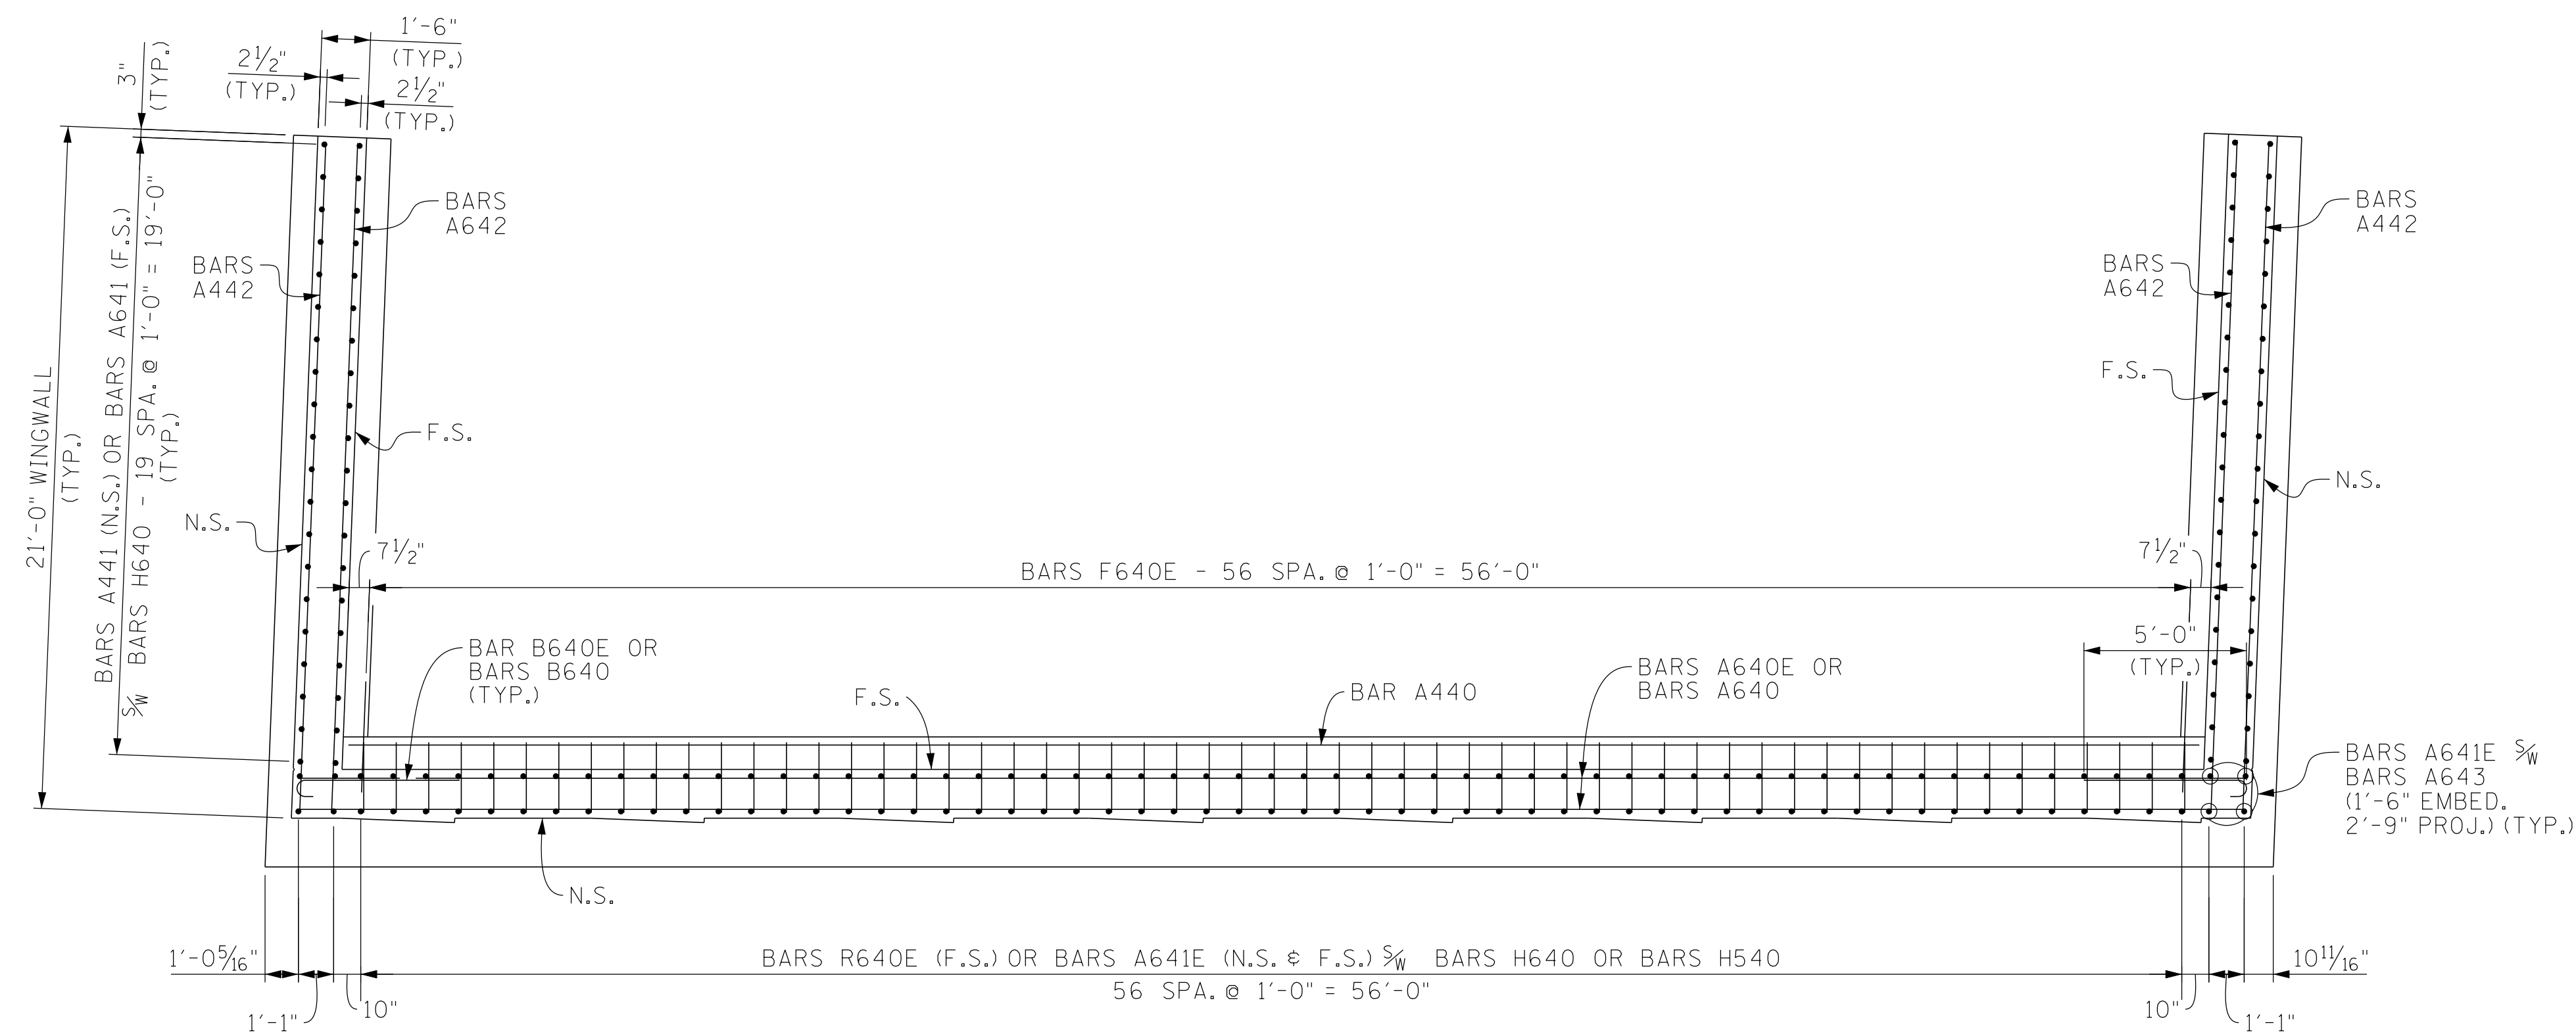 1'-6"
(TYP.)
2½"
(TYP.)
2½"
(TYP.)
3"
(TYP.)
21'-0" WINGWALL
(TYP.)
BARS A441 (N.S.) OR BARS A641 (F.S.)
S/W BARS H640 - 19 SPA. @ 1'-0" = 19'-0"
(TYP.)
BARS
A642
BARS
A442
F.S.
N.S.
7½"
BARS
A442
BARS
A642
F.S.
N.S.
7½"
BARS F640E - 56 SPA. @ 1'-0" = 56'-0"
5'-0"
(TYP.)
BAR B640E OR
BARS B640
(TYP.)
F.S.
BAR A440
BARS A640E OR
BARS A640
BARS A641E S/W
BARS A643
(1'-6" EMBED.
2'-9" PROJ.) (TYP.)
N.S.
1'-0 5/16"
BARS R640E (F.S.) OR BARS A641E (N.S. & F.S.) S/W BARS H640 OR BARS H540
56 SPA. @ 1'-0" = 56'-0"
10 11/16"
1'-1"
10"
10"
1'-1"